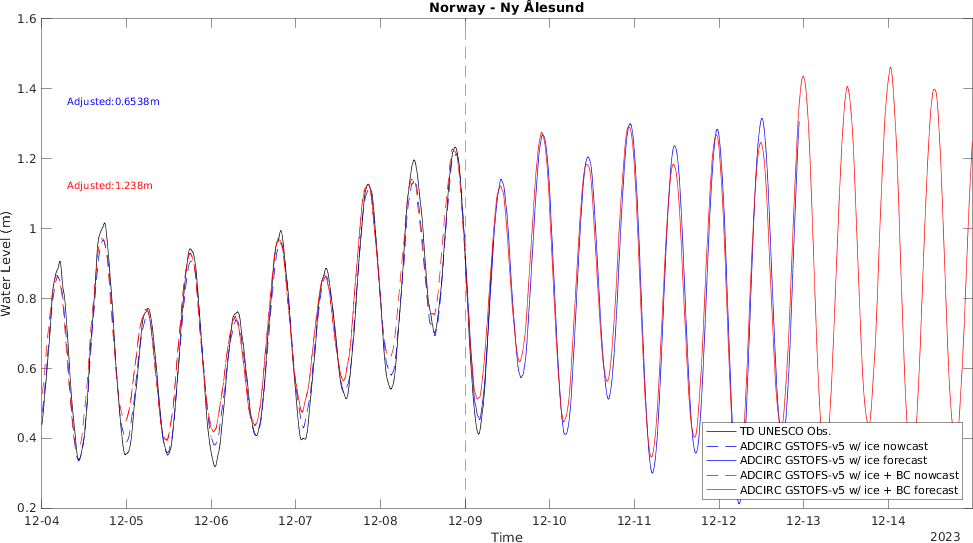 Norway - Ny Ålesund
1.6
1.4
1.2
1
0.8
0.6
0.4
0.2
Water Level (m)
Adjusted:0.6538m
Adjusted:1.238m
TD UNESCO Obs.
ADCIRC GSTOFS-v5 w/ ice nowcast
ADCIRC GSTOFS-v5 w/ ice forecast
ADCIRC GSTOFS-v5 w/ ice + BC nowcast
ADCIRC GSTOFS-v5 w/ ice + BC forecast
12-04 12-05 12-06 12-07 12-08 12-09 12-10 12-11 12-12 12-13 12-14
Time
2023